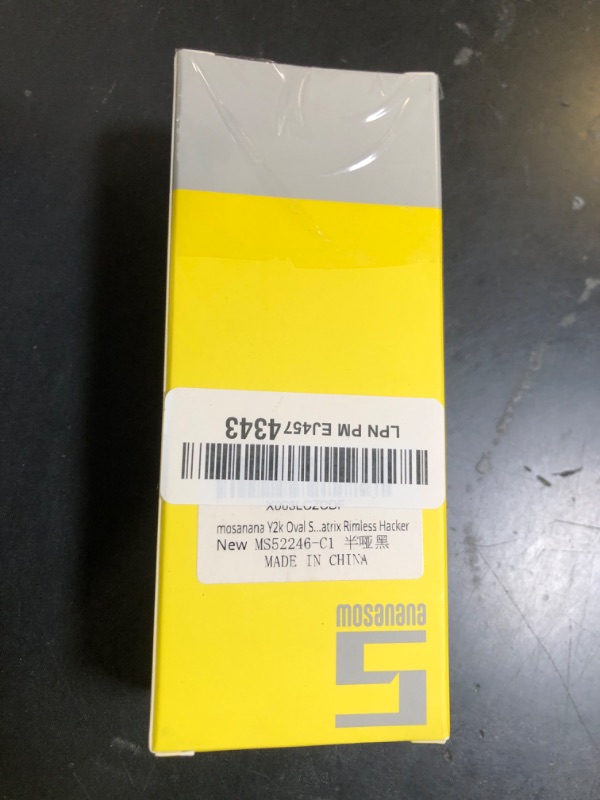 LPN PM EJ4574343
mosanana Y2k Oval S...atrix Rimless Hacker
New MS52246-C1 半哑黑
MADE IN CHINA
mosanana